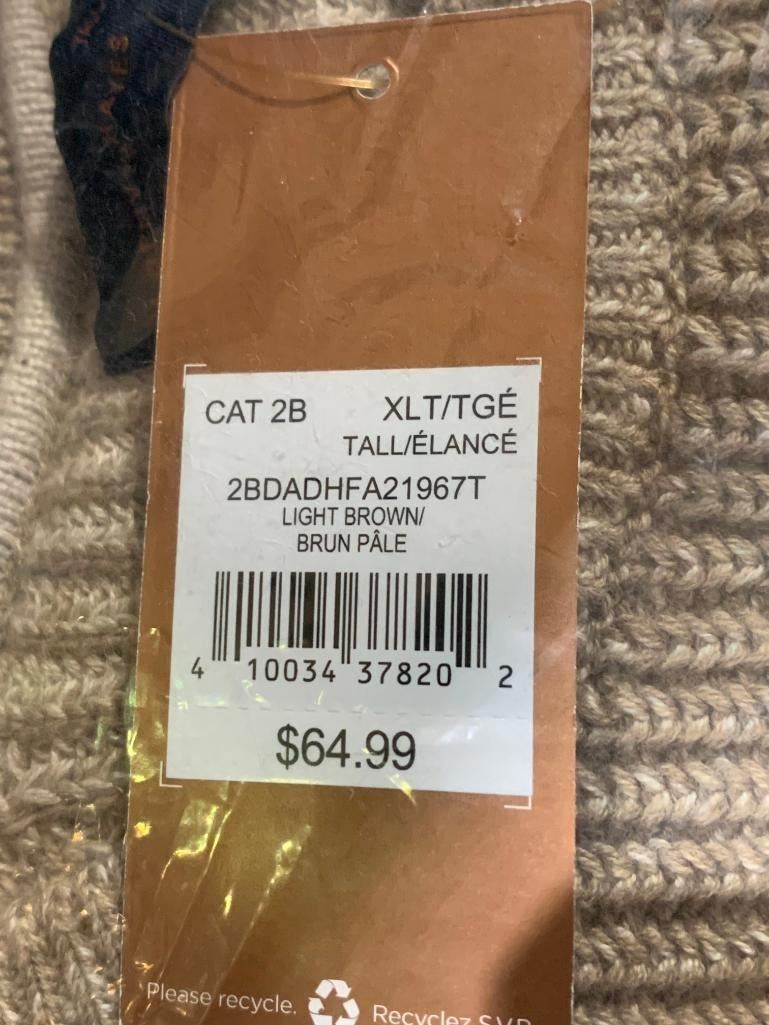 CAT 2B XLT/TGÉ
TALL/ÉLANCÉ
2BDADHFA21967T
LIGHT BROWN/
BRUN PÂLE
4 10034 37820 2
$64.99
Please recycle. Recyclez S.V.P.